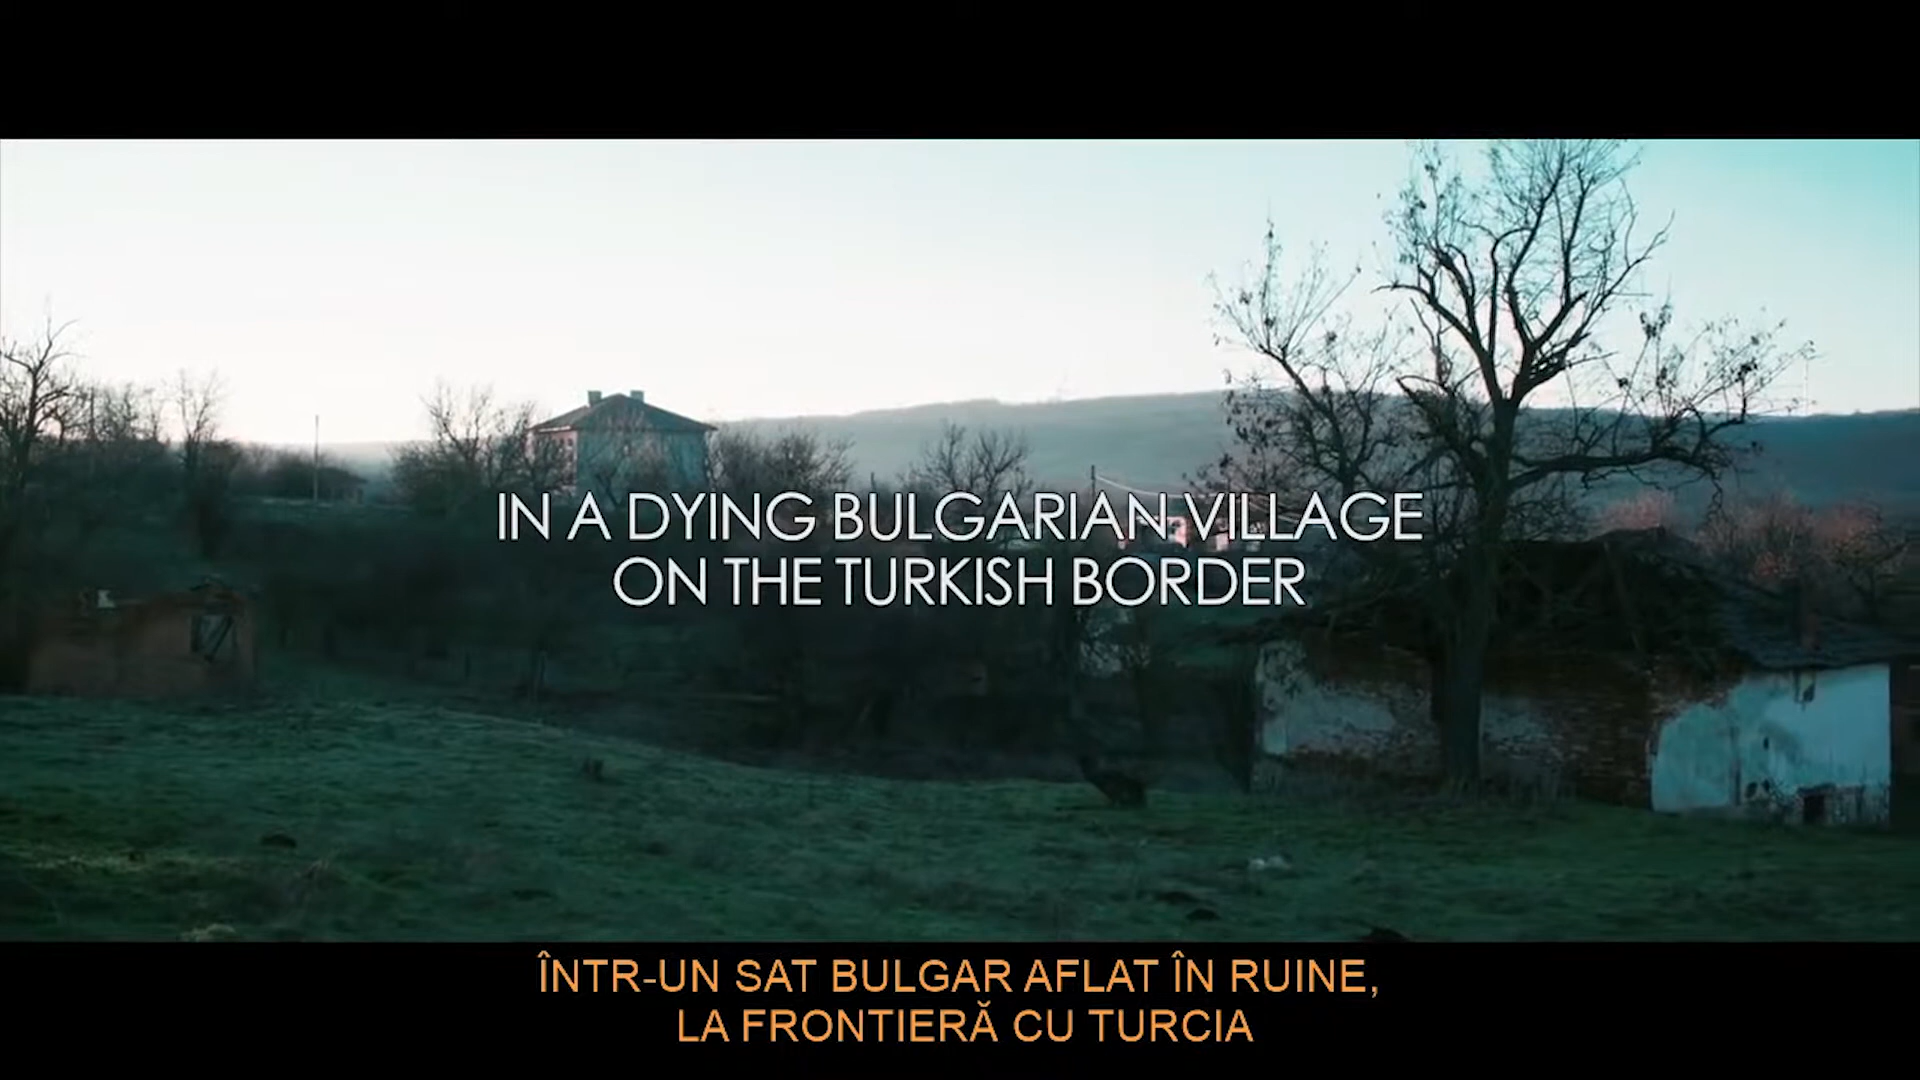 IN A DYING BULGARIAN VILLAGE
ON THE TURKISH BORDER
ÎNTR-UN SAT BULGAR AFLAT ÎN RUINE,
LA FRONTIERĂ CU TURCIA